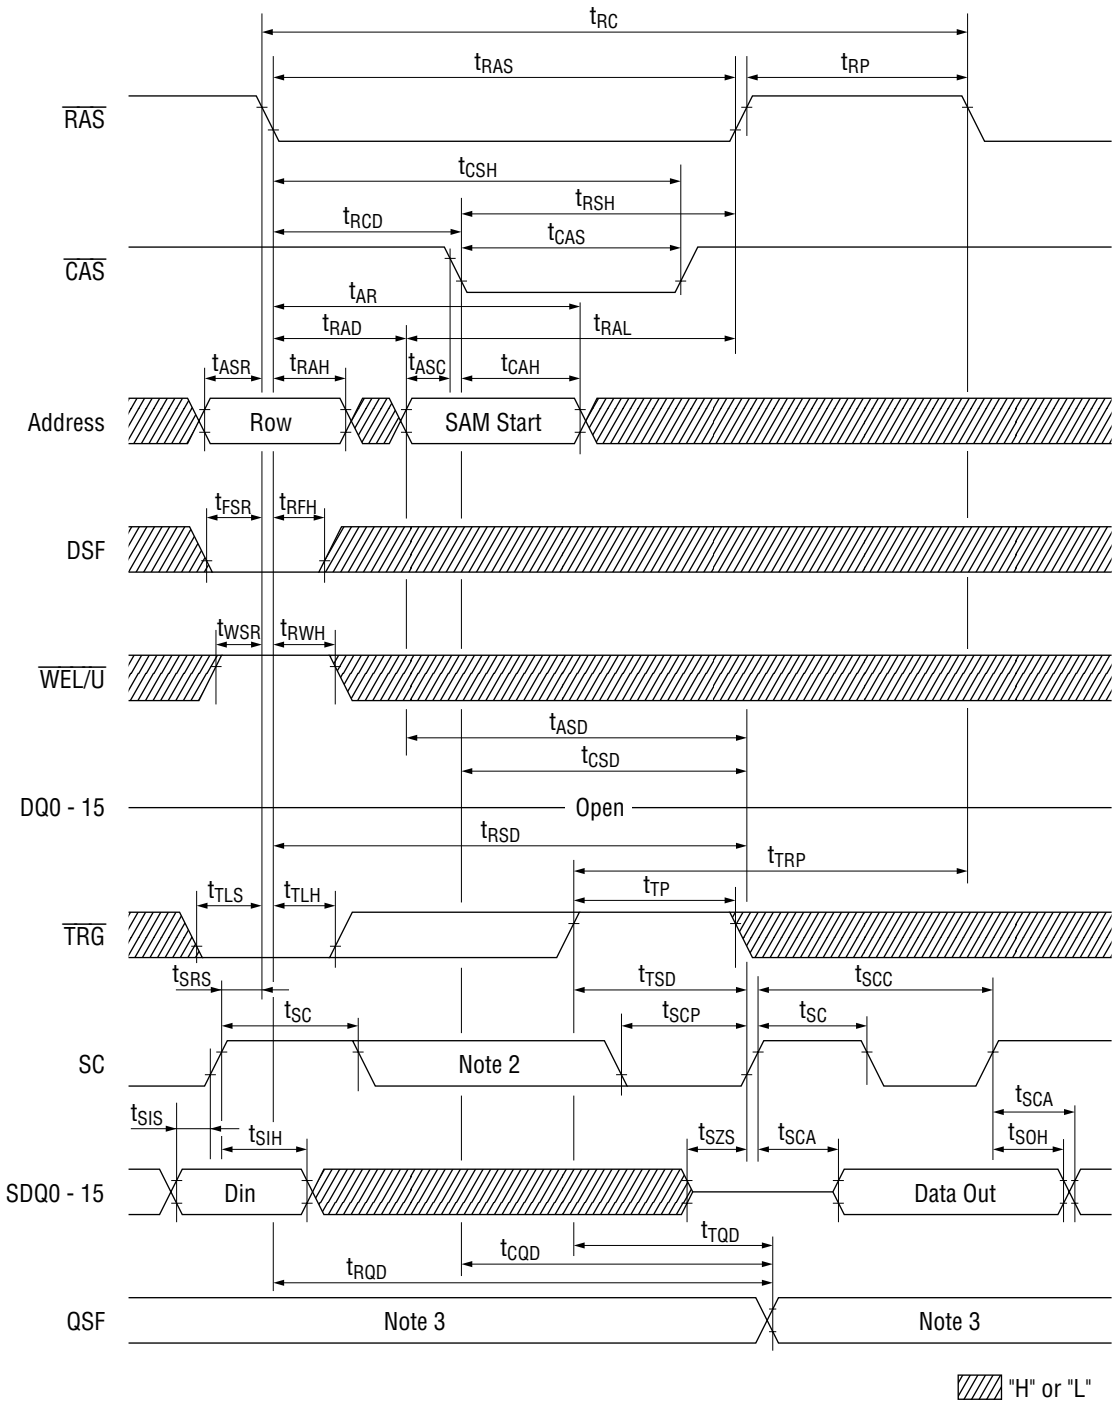 tRC
tRAS tRP
RAS
tCSH
tRSH
tRCD
tCAS
CAS
tAR
tRAD tRAL
tASR tRAH tASC tCAH
Address Row SAM Start
tFSR tRFH
DSF
tWSR tRWH
WEL/U
tASD
tCSD
DQ0 - 15 Open
tRSD
tTRP
tTLS tTLH tTP
TRG
tSRS tTSD tSCC
tSC tSCP tSC
SC Note 2
tSIS tSCA
tSIH tSZS tSCA tSOH
SDQ0 - 15 Din Data Out
tTQD
tCQD
tRQD
QSF Note 3 Note 3
"H" or "L"